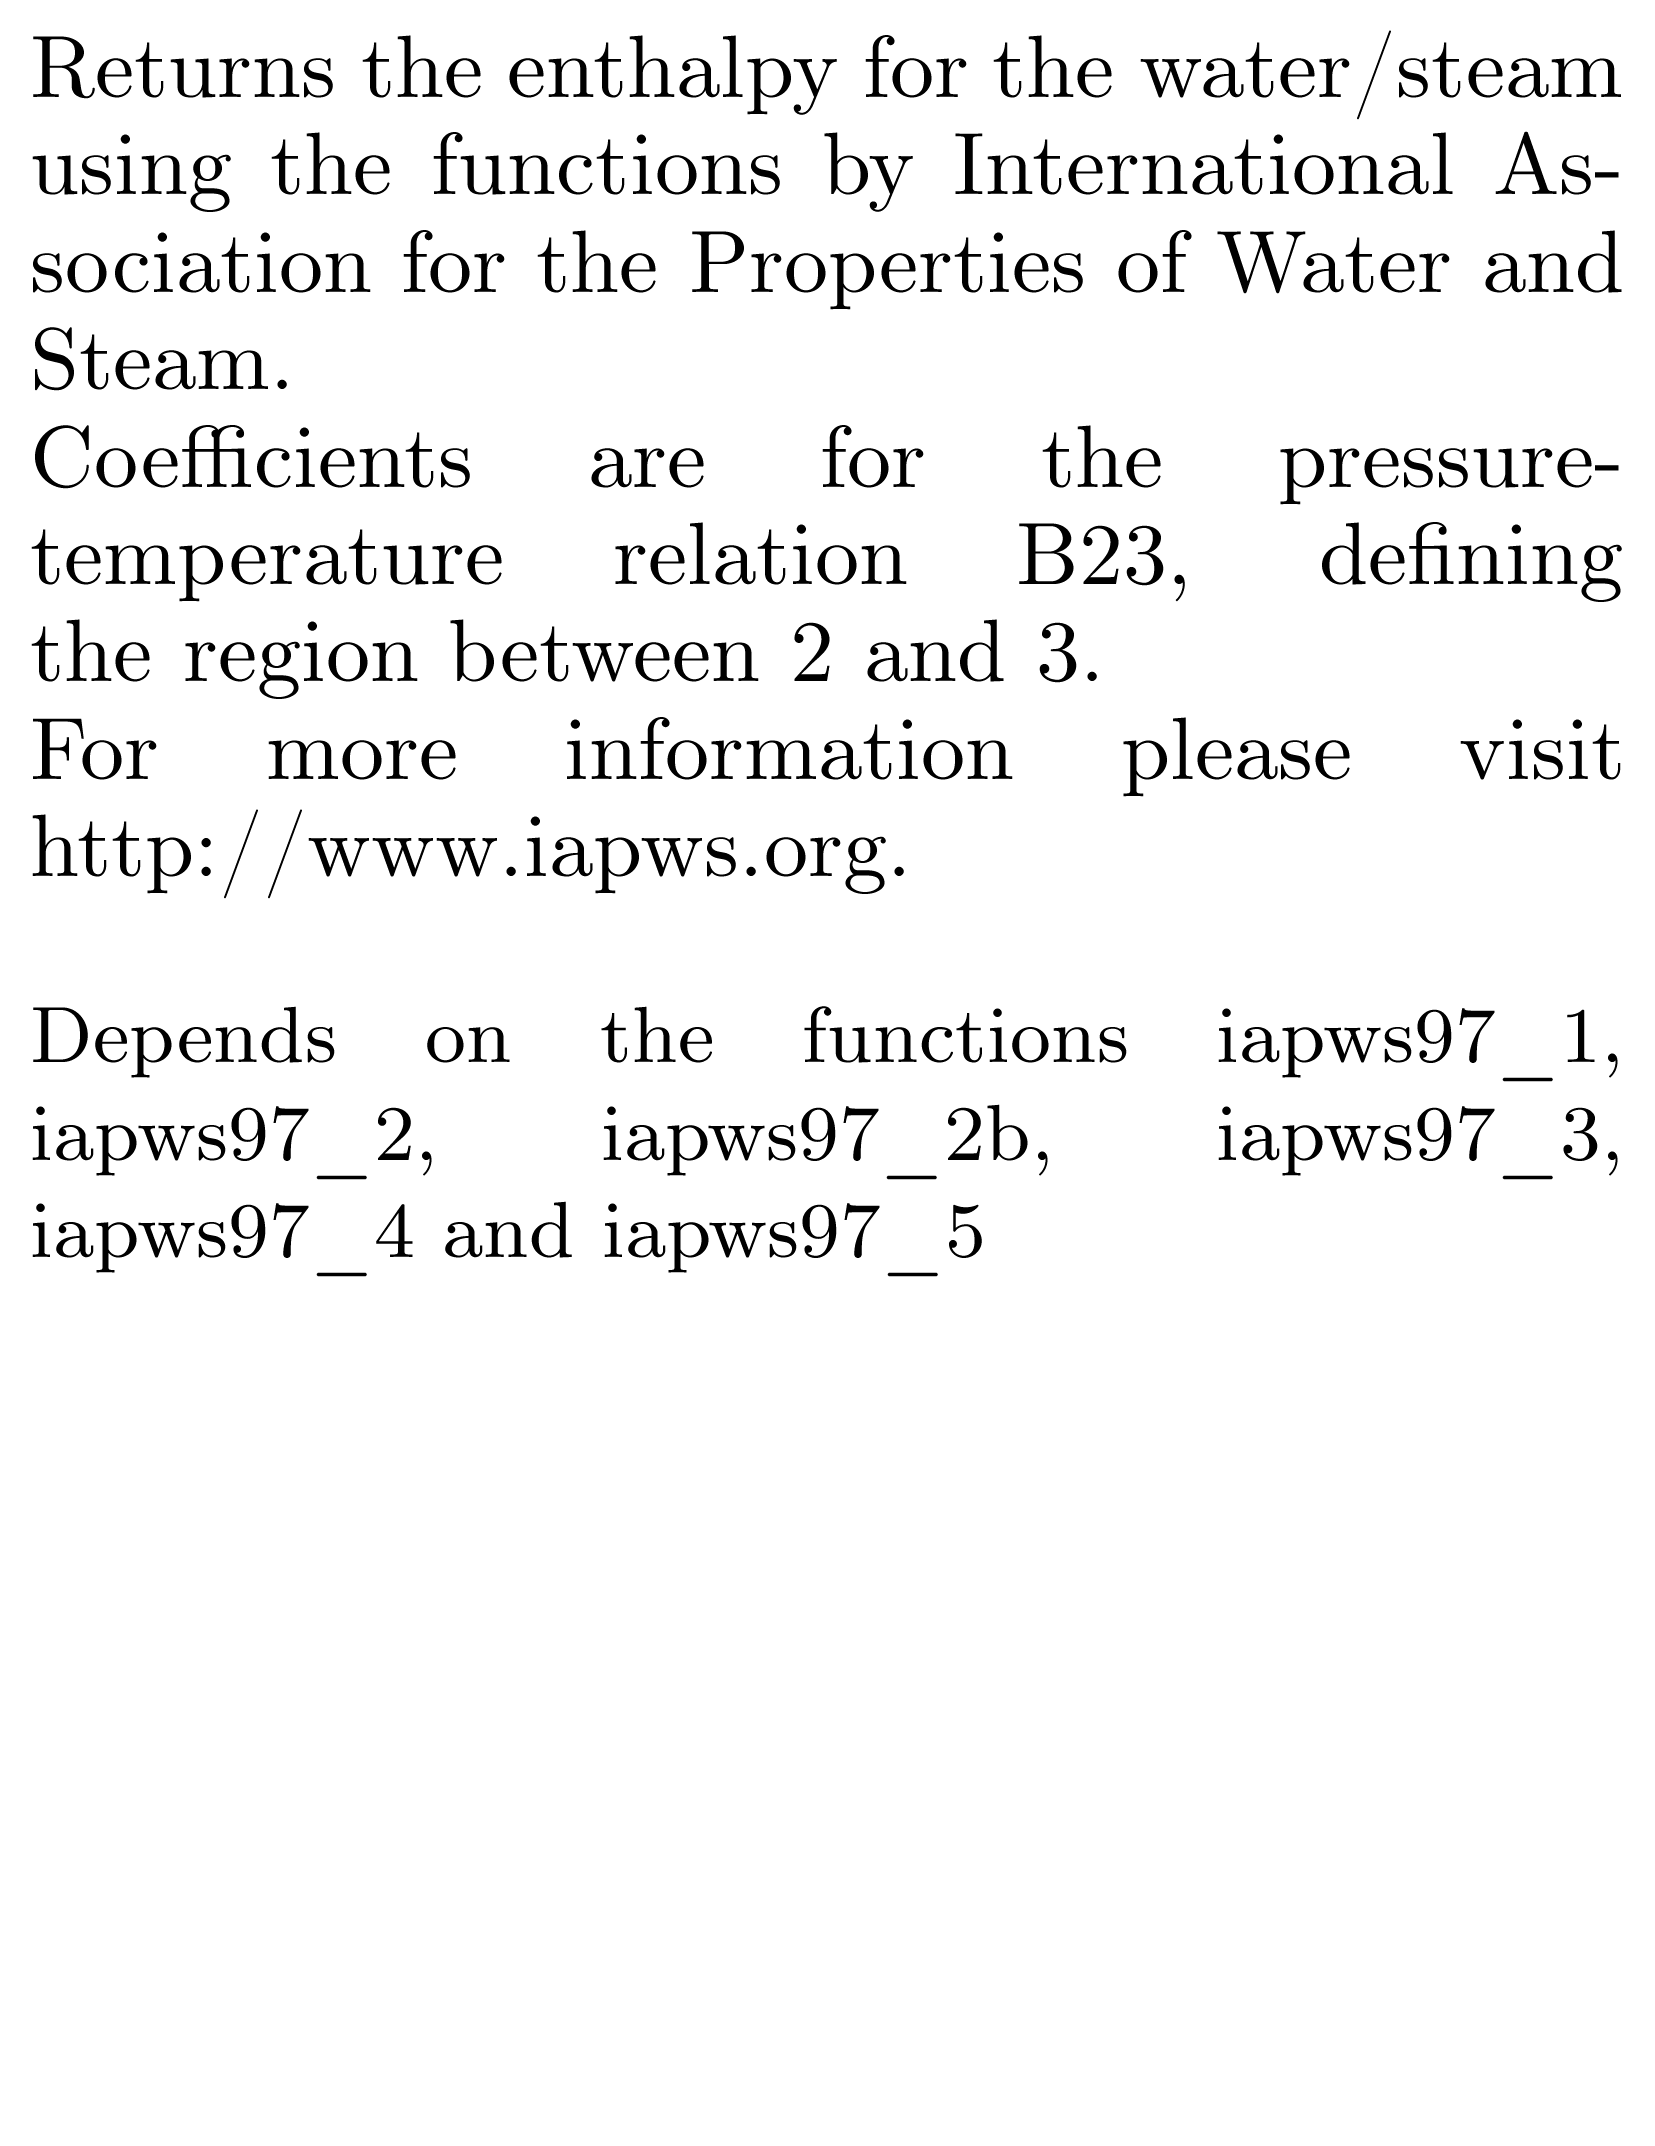 Returns the enthalpy for the water/steam
using the functions by International As-
sociation for the Properties of Water and
Steam.
Coefficients are for the pressure-
temperature relation B23, defining
the region between 2 and 3.
For more information please visit
http://www.iapws.org.
Depends on the functions iapws97_1,
iapws97_2, iapws97_2b, iapws97_3,
iapws97_4 and iapws97_5